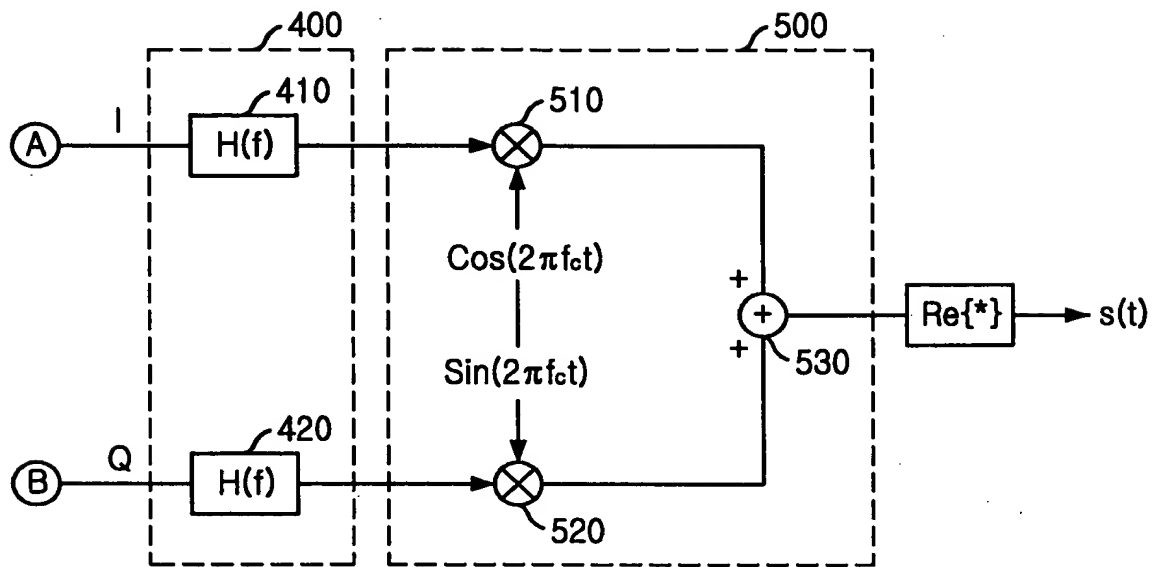 400
500
410
510
A
I
H(f)
Cos(2πfct)
+
+
Re{*}
s(t)
+
530
Sin(2πfct)
420
B
Q
H(f)
520